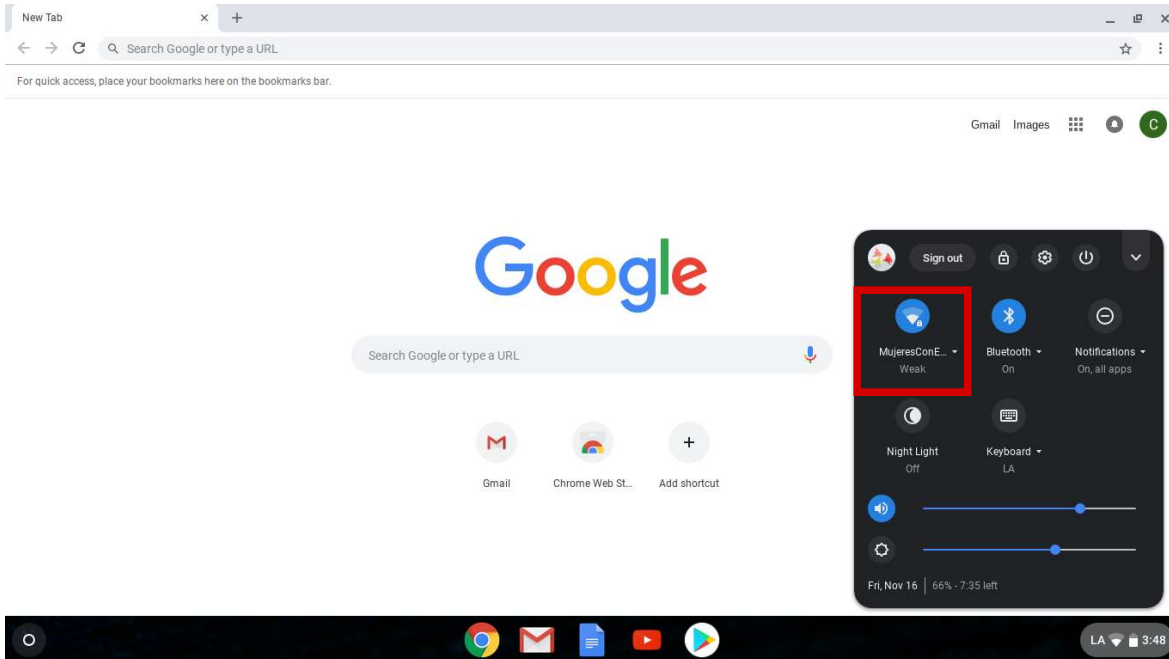 New Tab
Search Google or type a URL
For quick access, place your bookmarks here on the bookmarks bar.
Gmail Images C
Google
Search Google or type a URL
Gmail Chrome Web St... Add shortcut
Sign out
MujeresConE... Bluetooth Notifications
Weak On On, all apps
Night Light Keyboard
Off LA
Fri, Nov 16 66% - 7:35 left
LA 3:48